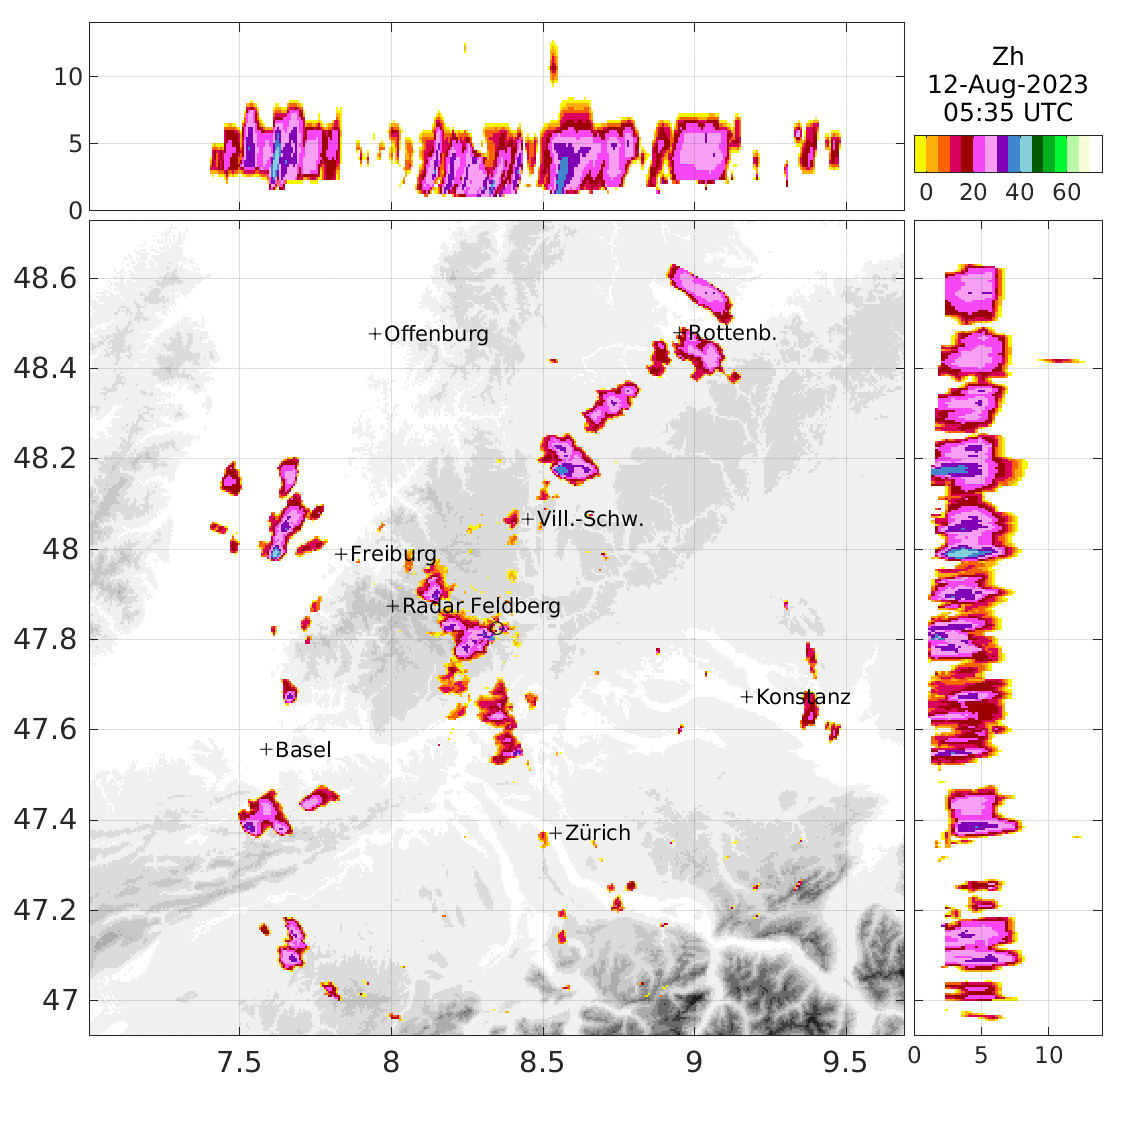 Zh
12-Aug-2023
05:35 UTC
0 20 40 60
10
5
0
48.6
48.4
48.2
48
47.8
47.6
47.4
47.2
47
+Offenburg
+Rottenb.
+Vill.-Schw.
+Freiburg
+Radar Feldberg
+Konstanz
+Basel
+Zürich
7.5 8 8.5 9 9.5
0 5 10